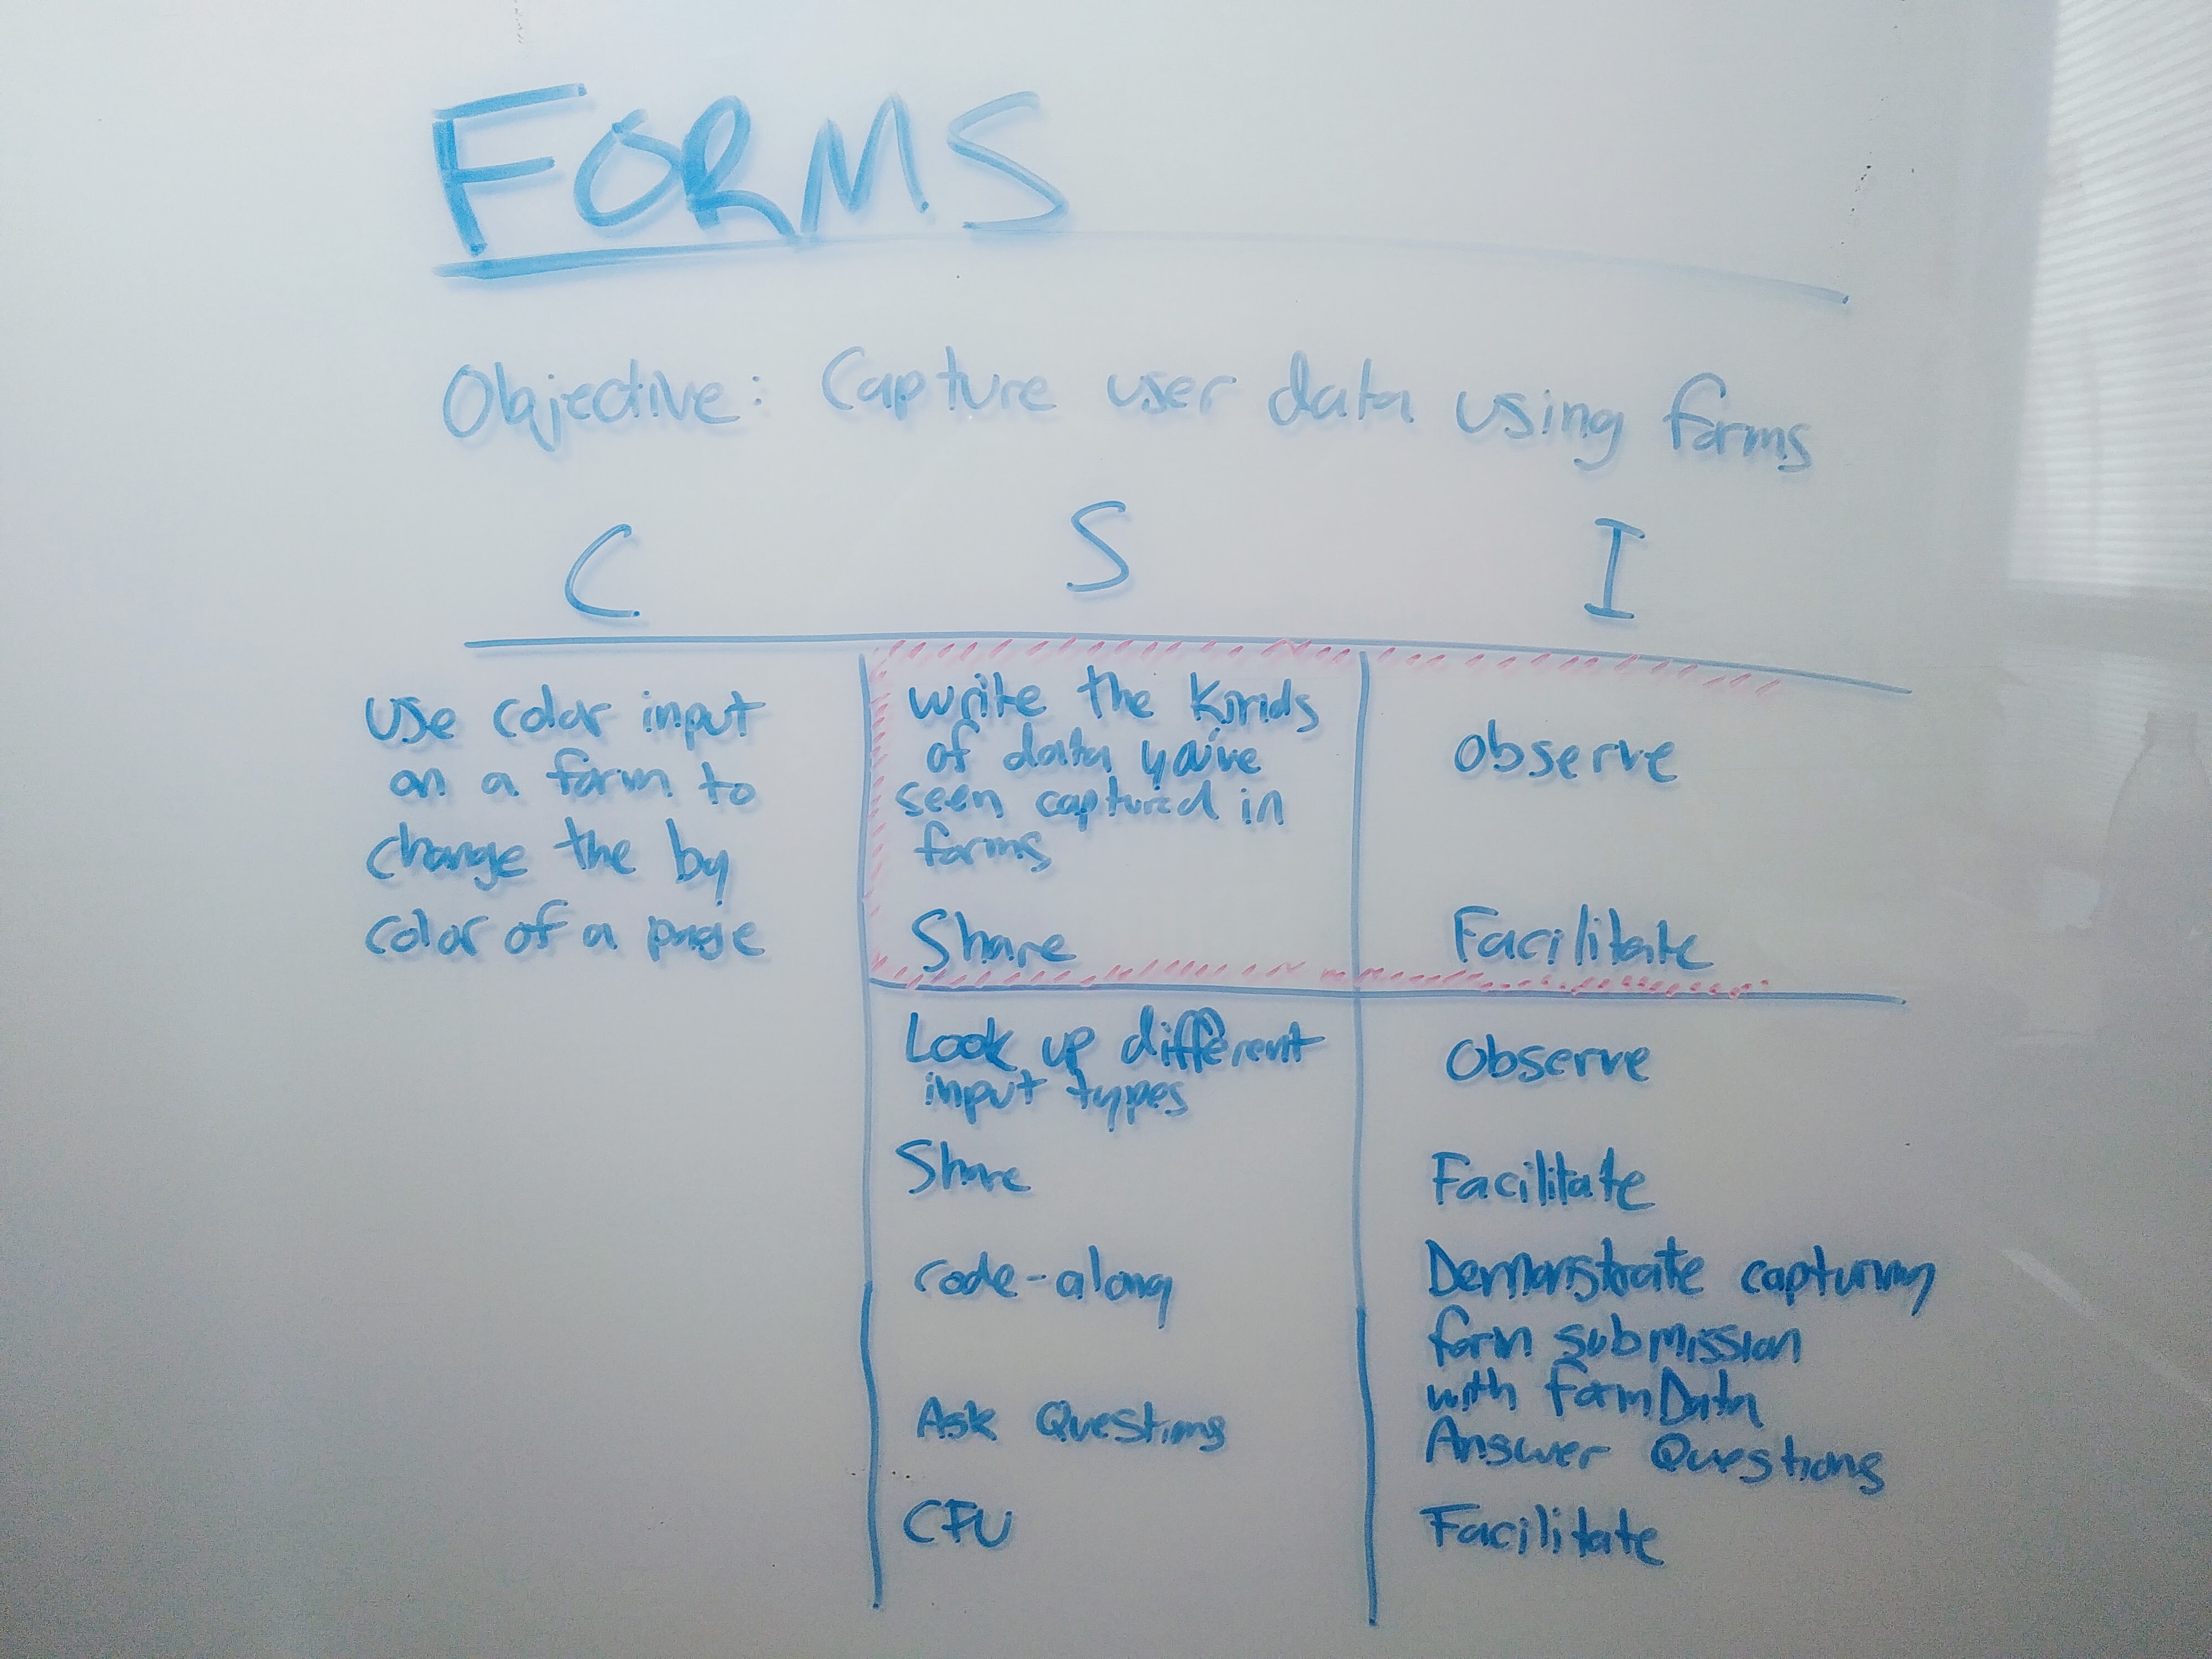 FORMS
Objective: Capture user data using forms
C S I
Use color input
on a form to
change the bg
color of a page
Write the kinds
of data you've
seen captured in
forms
Share
Observe
Facilitate
Look up different
input types
Share
Code-along
Ask Questions
CFU
Observe
Facilitate
Demonstrate capturing
form submission
with FormData
Answer Questions
Facilitate